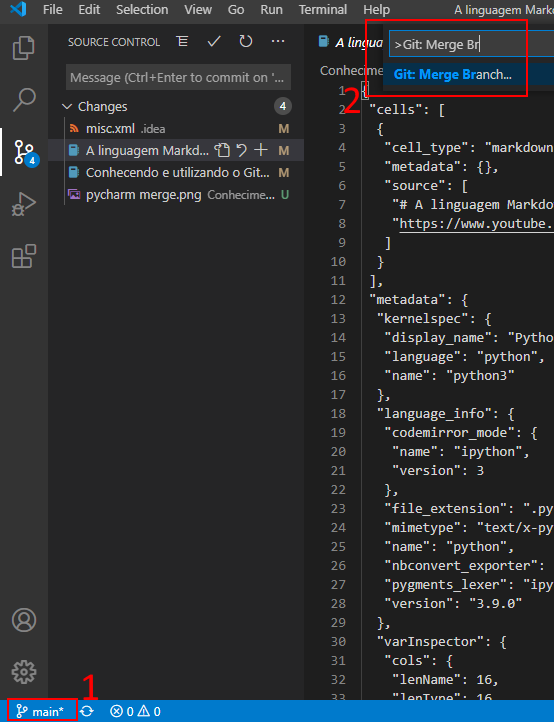 File Edit Selection View Go Run Terminal Help A linguagem Markd
SOURCE CONTROL
Message (Ctrl+Enter to commit on '...
Changes 4
misc.xml .idea M
A linguagem Markd... M
Conhecendo e utilizando o Git... M
pycharm merge.png Conhecime... U
4
A lingua
>Git: Merge Br
Git: Merge Branch...
2
Conhecime
1 {
2 "cells": [
3 {
4 "cell_type": "markdown
5 "metadata": {},
6 "source": [
7 "# A linguagem Markdow
8 "https://www.youtube.
9 ]
10 }
11 ],
12 "metadata": {
13 "kernelspec": {
14 "display_name": "Pytho
15 "language": "python",
16 "name": "python3"
17 },
18 "language_info": {
19 "codemirror_mode": {
20 "name": "ipython",
21 "version": 3
22 },
23 "file_extension": ".py
24 "mimetype": "text/x-py
25 "name": "python",
26 "nbconvert_exporter":
27 "pygments_lexer": "ipy
28 "version": "3.9.0"
29 },
30 "varInspector": {
31 "cols": {
32 "lenName": 16,
33 "lenType": 16
1
main* 0 0